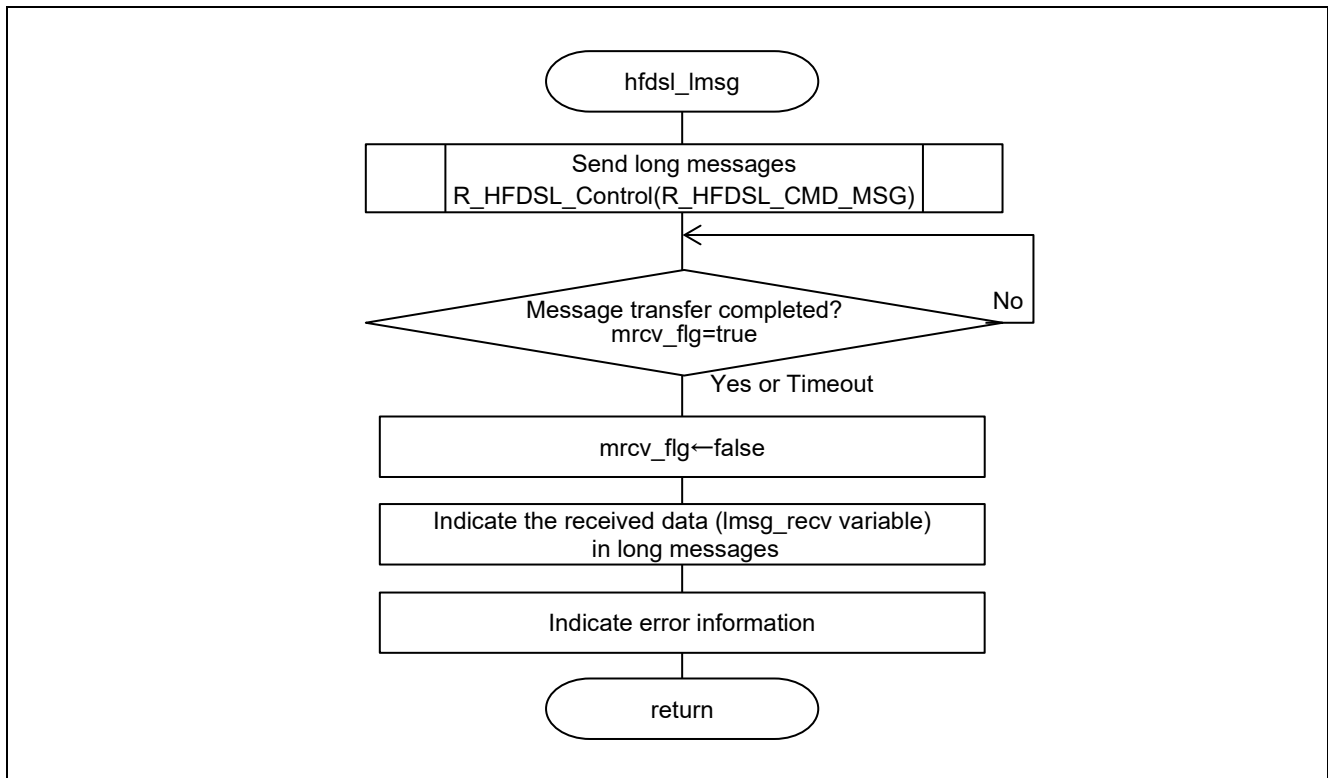 hfdsl_lmsg
Send long messages
R_HFDSL_Control(R_HFDSL_CMD_MSG)
No
Message transfer completed?
mrcv_flg=true
Yes or Timeout
mrcv_flg←false
Indicate the received data (lmsg_recv variable)
in long messages
Indicate error information
return